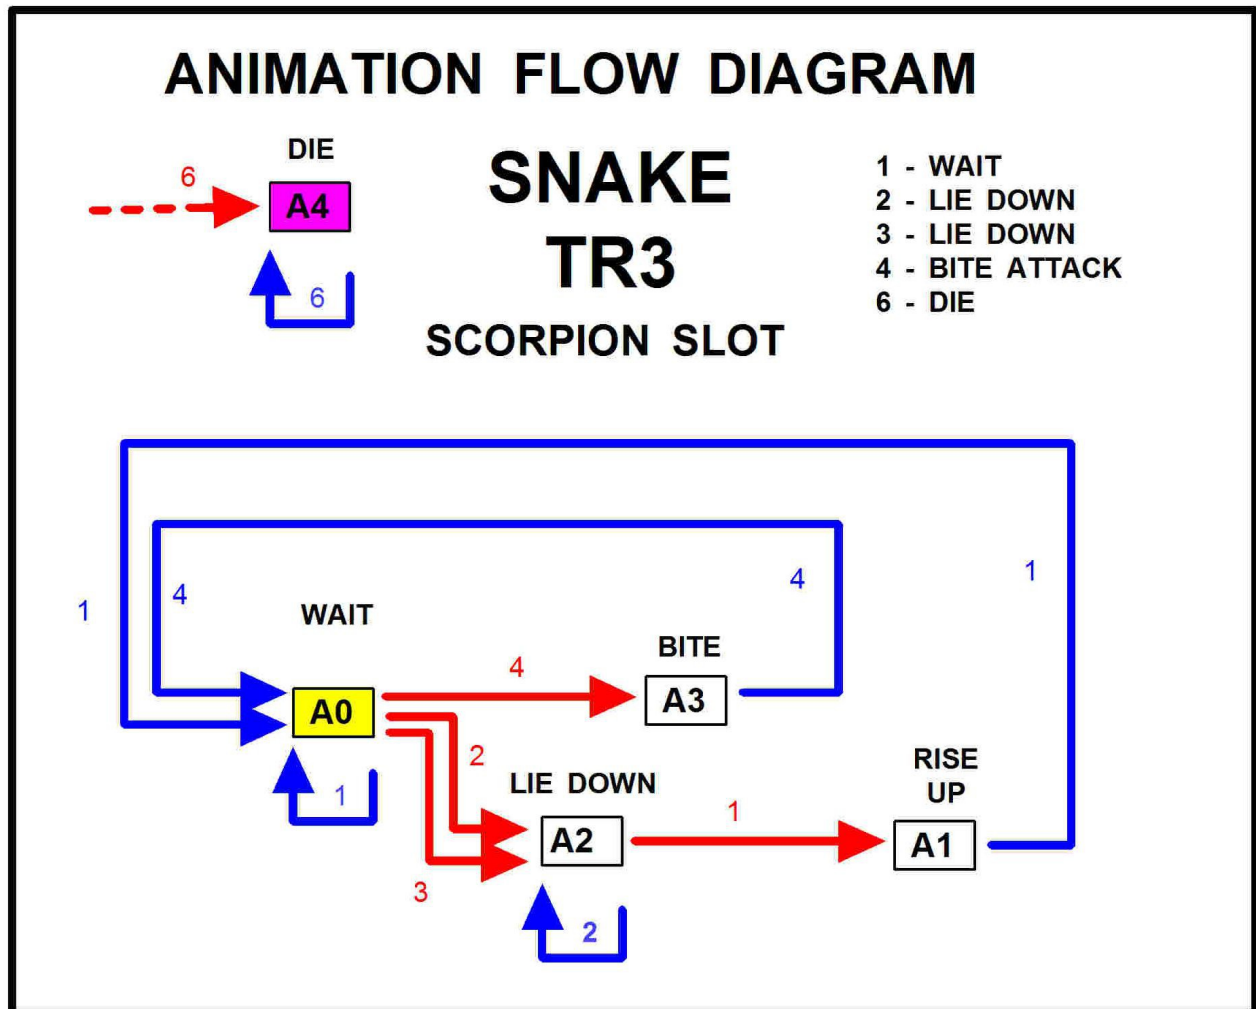 ANIMATION FLOW DIAGRAM
DIE
6
A4
6
SNAKE
TR3
SCORPION SLOT
1 - WAIT
2 - LIE DOWN
3 - LIE DOWN
4 - BITE ATTACK
6 - DIE
1
4
WAIT
A0
1
4
2
3
BITE
A3
4
1
LIE DOWN
A2
2
1
RISE
UP
A1